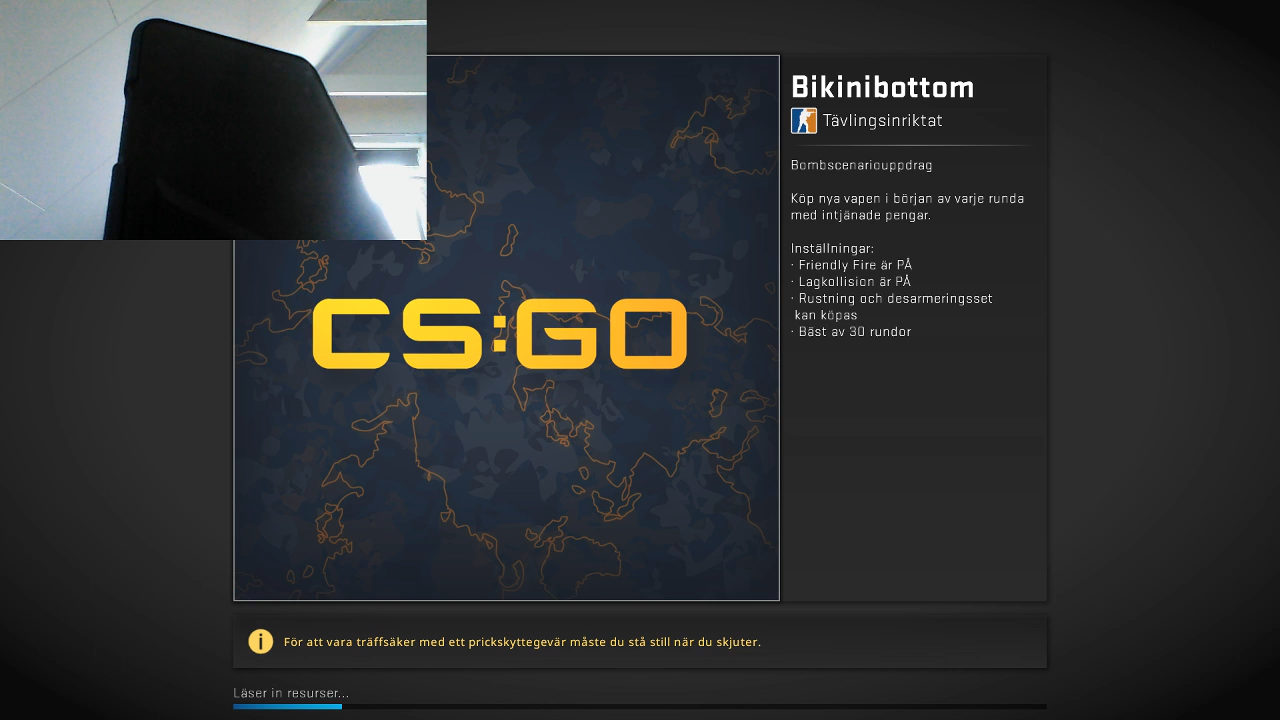 Bikinibottom
Tävlingsinriktat
Bombscenariouppdrag
Köp nya vapen i början av varje runda
med intjänade pengar.
Inställningar:
· Friendly Fire är PÅ
· Lagkollision är PÅ
· Rustning och desarmeringsset
kan köpas
· Bäst av 30 rundor
CS:GO
För att vara träffsäker med ett prickskyttegevär måste du stå still när du skjuter.
Läser in resurser...